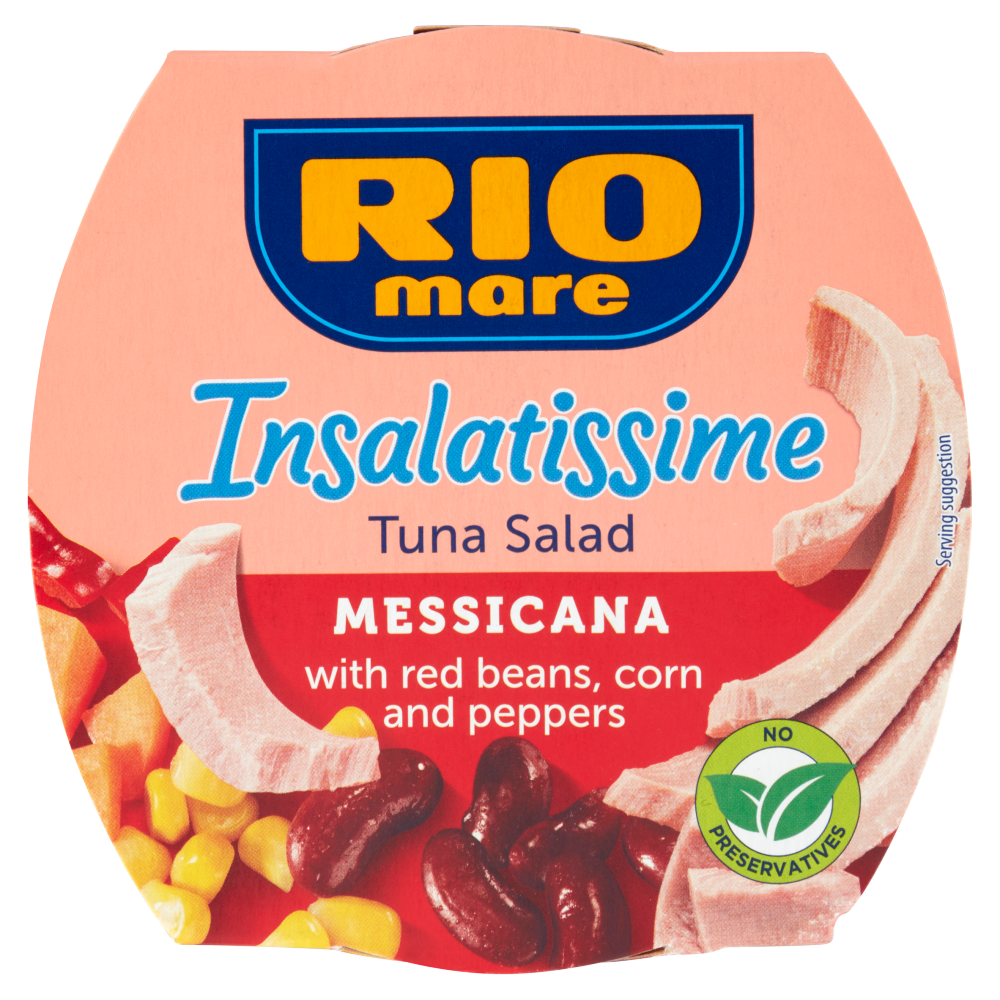 RIO
mare
Insalatissime
Tuna Salad
MESSICANA
with red beans, corn
and peppers
Serving suggestion
NO
PRESERVATIVES